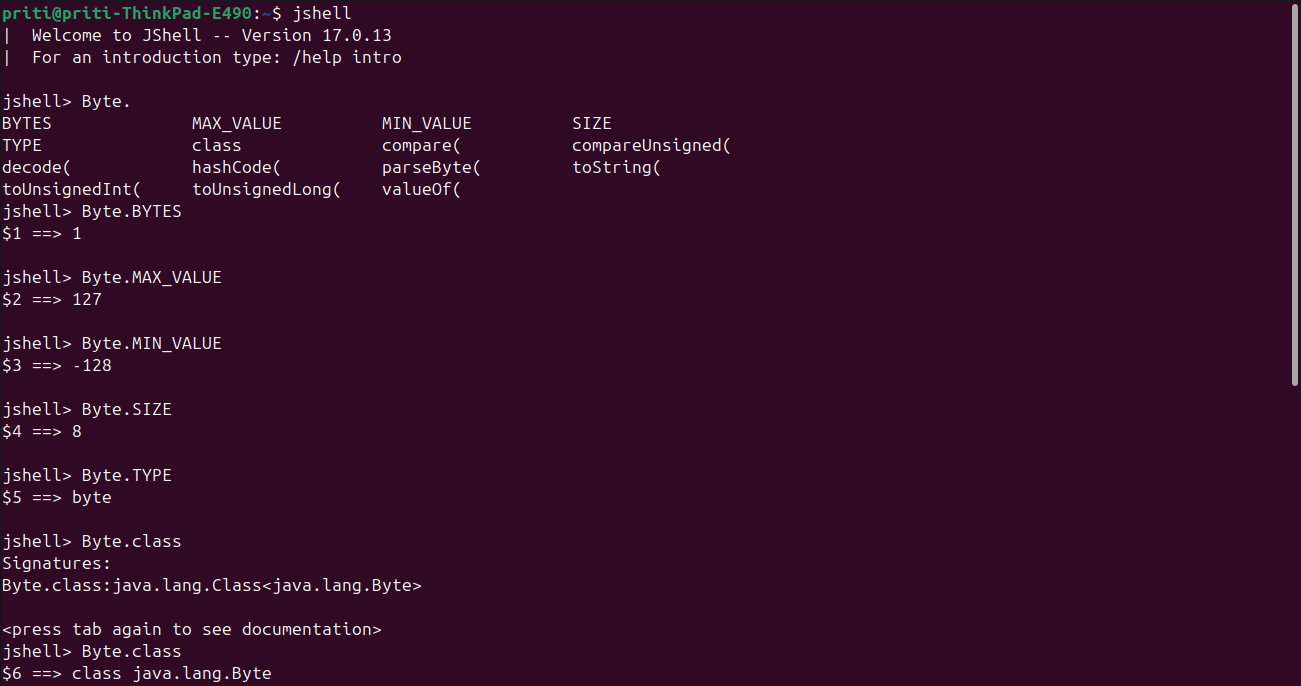 priti@priti-ThinkPad-E490:~$ jshell
|  Welcome to JShell -- Version 17.0.13
|  For an introduction type: /help intro
jshell> Byte.
BYTES              MAX_VALUE          MIN_VALUE          SIZE
TYPE               class              compare(           compareUnsigned(
decode(            hashCode(          parseByte(         toString(
toUnsignedInt(     toUnsignedLong(    valueOf(
jshell> Byte.BYTES
$1 ==> 1
jshell> Byte.MAX_VALUE
$2 ==> 127
jshell> Byte.MIN_VALUE
$3 ==> -128
jshell> Byte.SIZE
$4 ==> 8
jshell> Byte.TYPE
$5 ==> byte
jshell> Byte.class
Signatures:
Byte.class:java.lang.Class<java.lang.Byte>
<press tab again to see documentation>
jshell> Byte.class
$6 ==> class java.lang.Byte